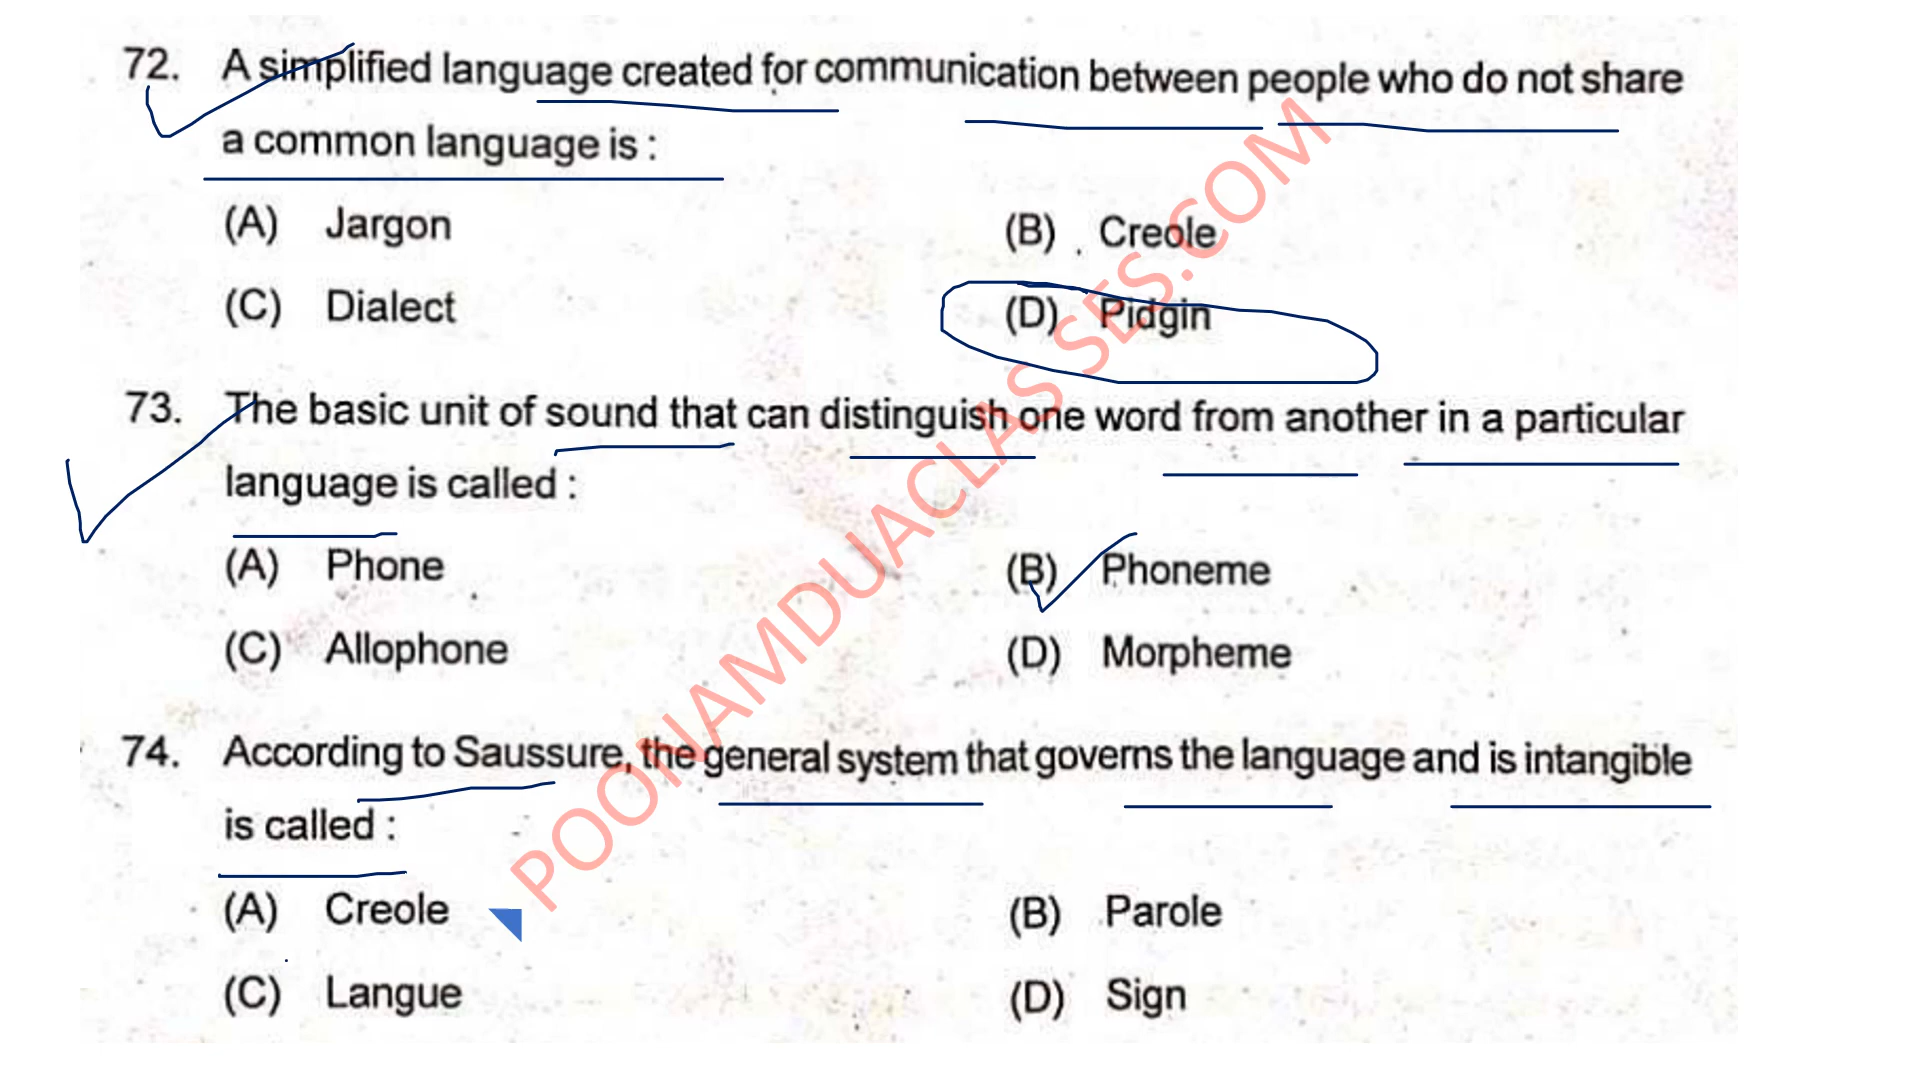 72. A simplified language created for communication between people who do not share
a common language is :
(A) Jargon (B) Creole
(C) Dialect (D) Pidgin
73. The basic unit of sound that can distinguish one word from another in a particular
language is called :
(A) Phone (B) Phoneme
(C) Allophone (D) Morpheme
74. According to Saussure, the general system that governs the language and is intangible
is called :
(A) Creole (B) Parole
(C) Langue (D) Sign
POONAMDUACLAS SES.COM